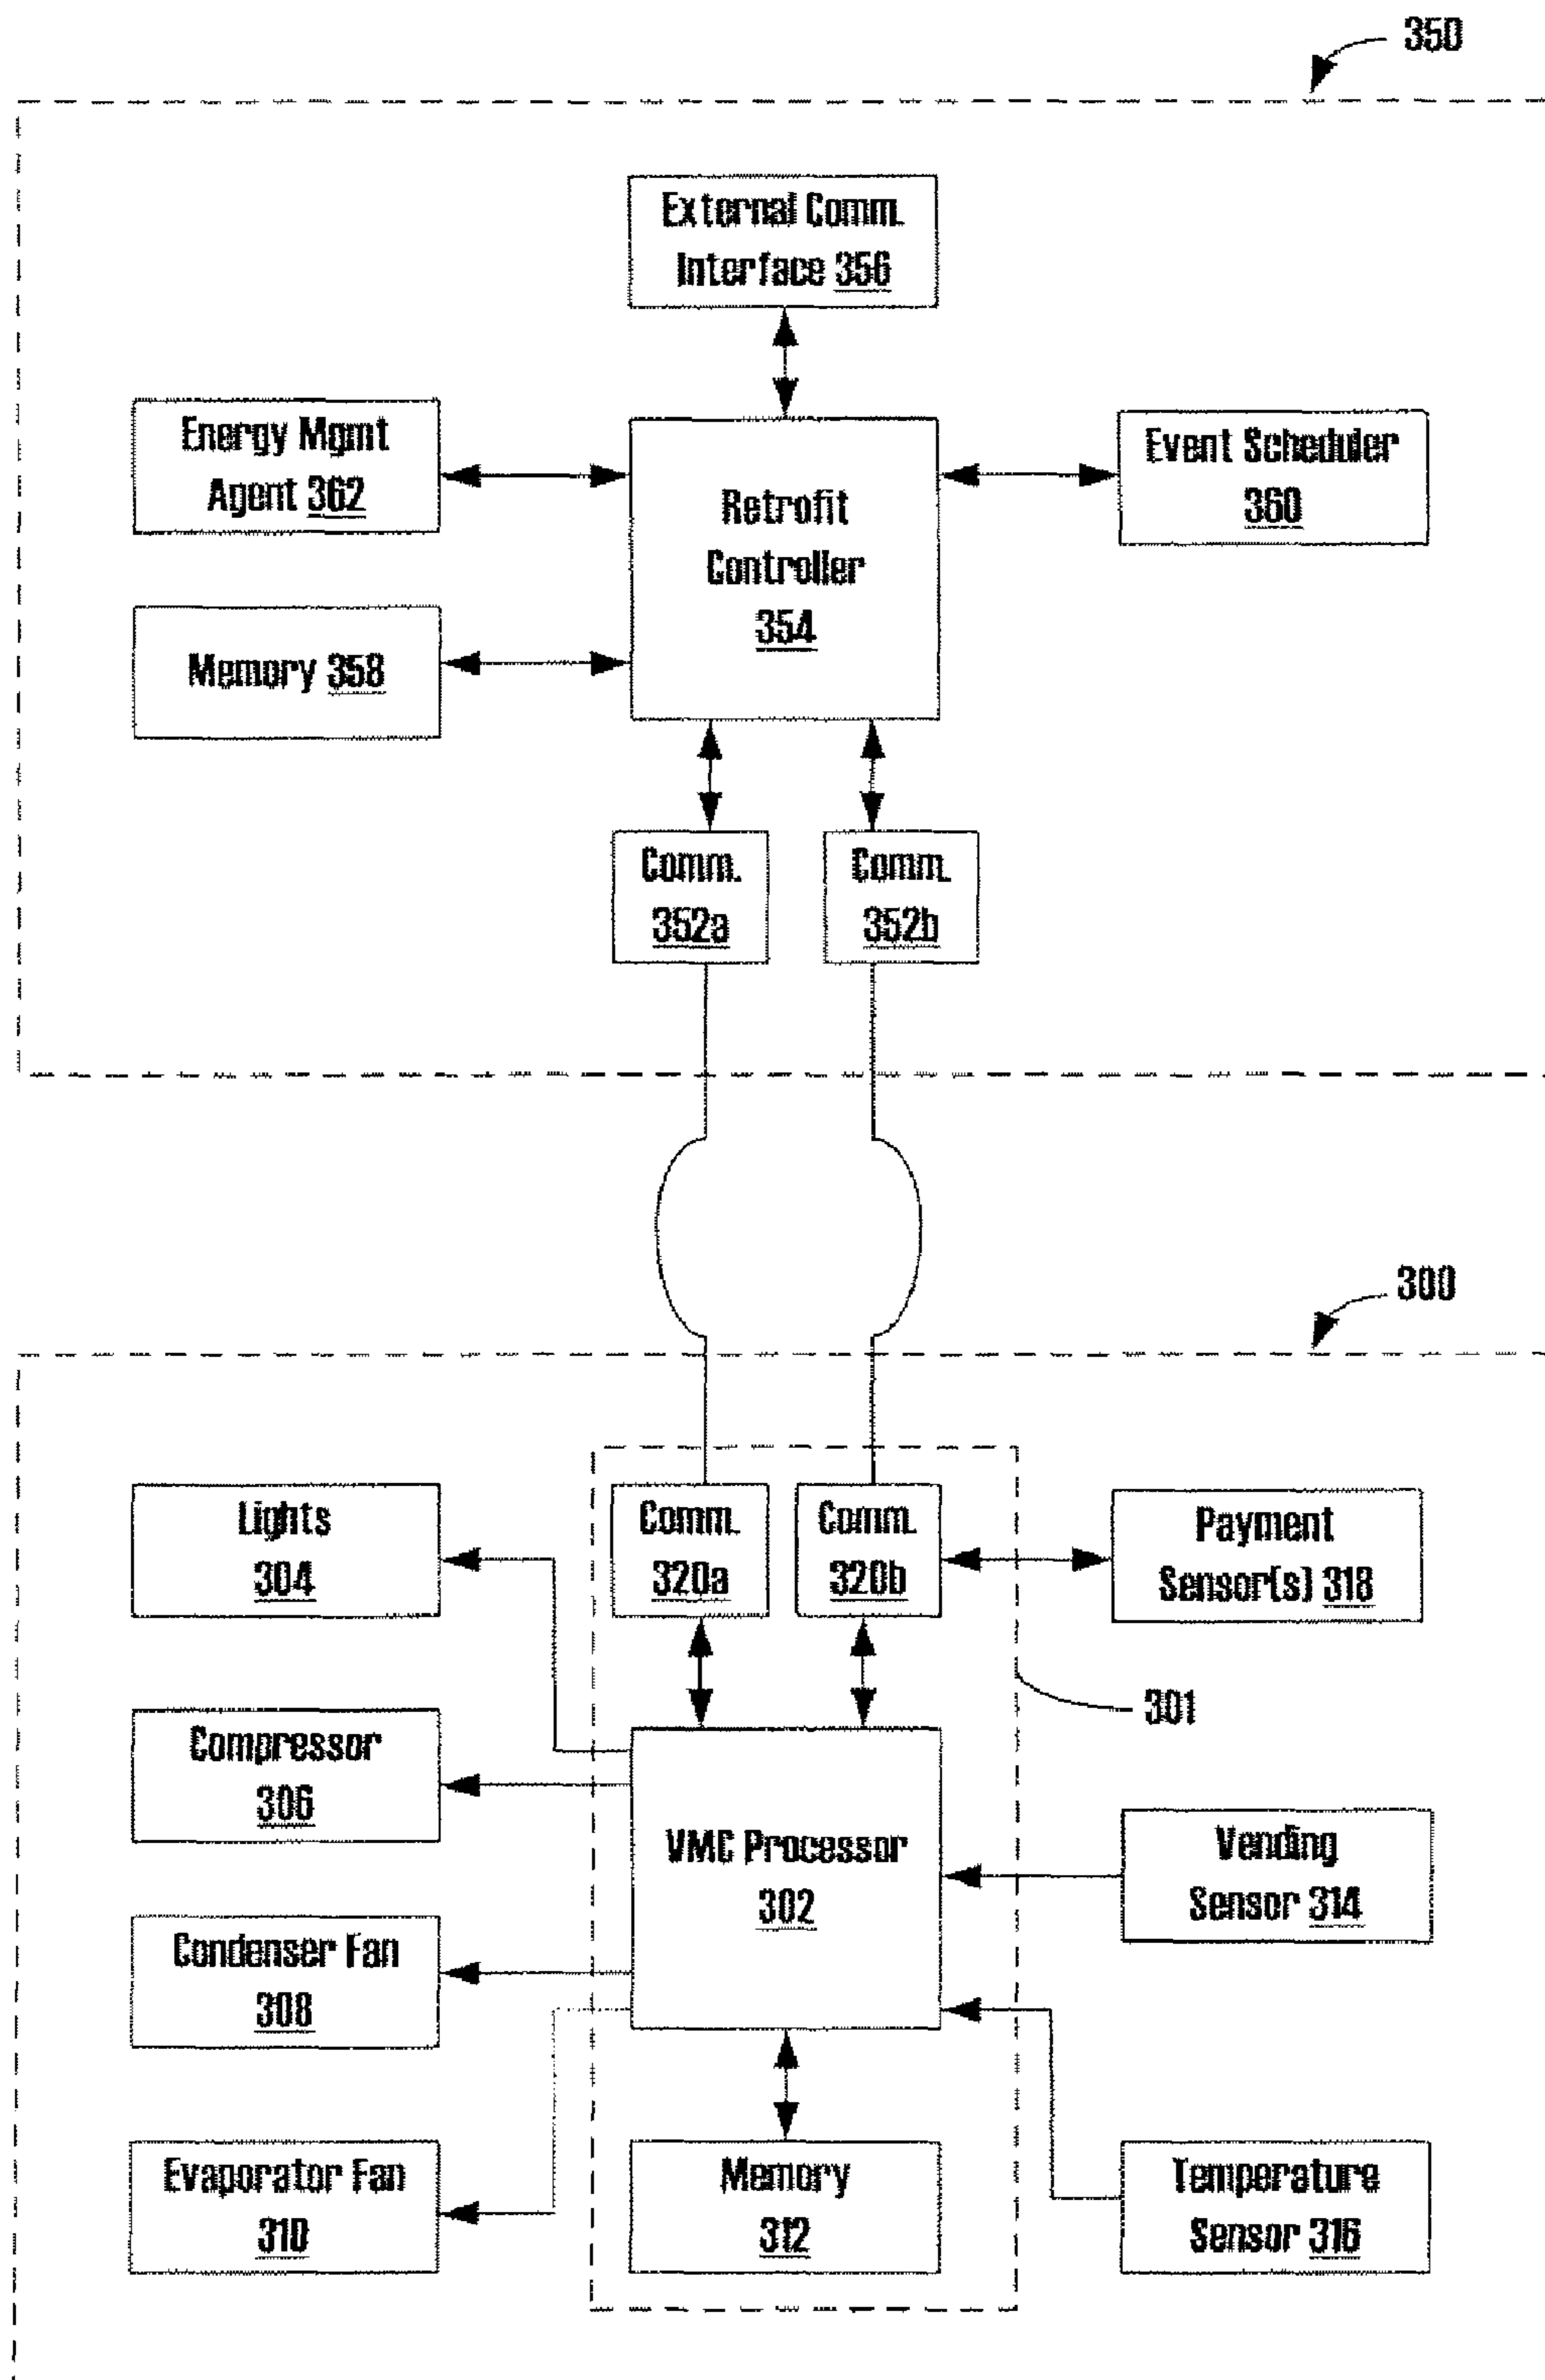 350
External Comm.
Interface 356
Energy Mgmt
Agent 362
Event Scheduler
360
Retrofit
Controller
354
Memory 358
Comm.
352a
Comm.
352b
300
Lights
304
Comm.
320a
Comm.
320b
Payment
Sensor(s) 318
301
Compressor
306
VMC Processor
302
Vending
Sensor 314
Condenser Fan
308
Evaporator Fan
310
Memory
312
Temperature
Sensor 316